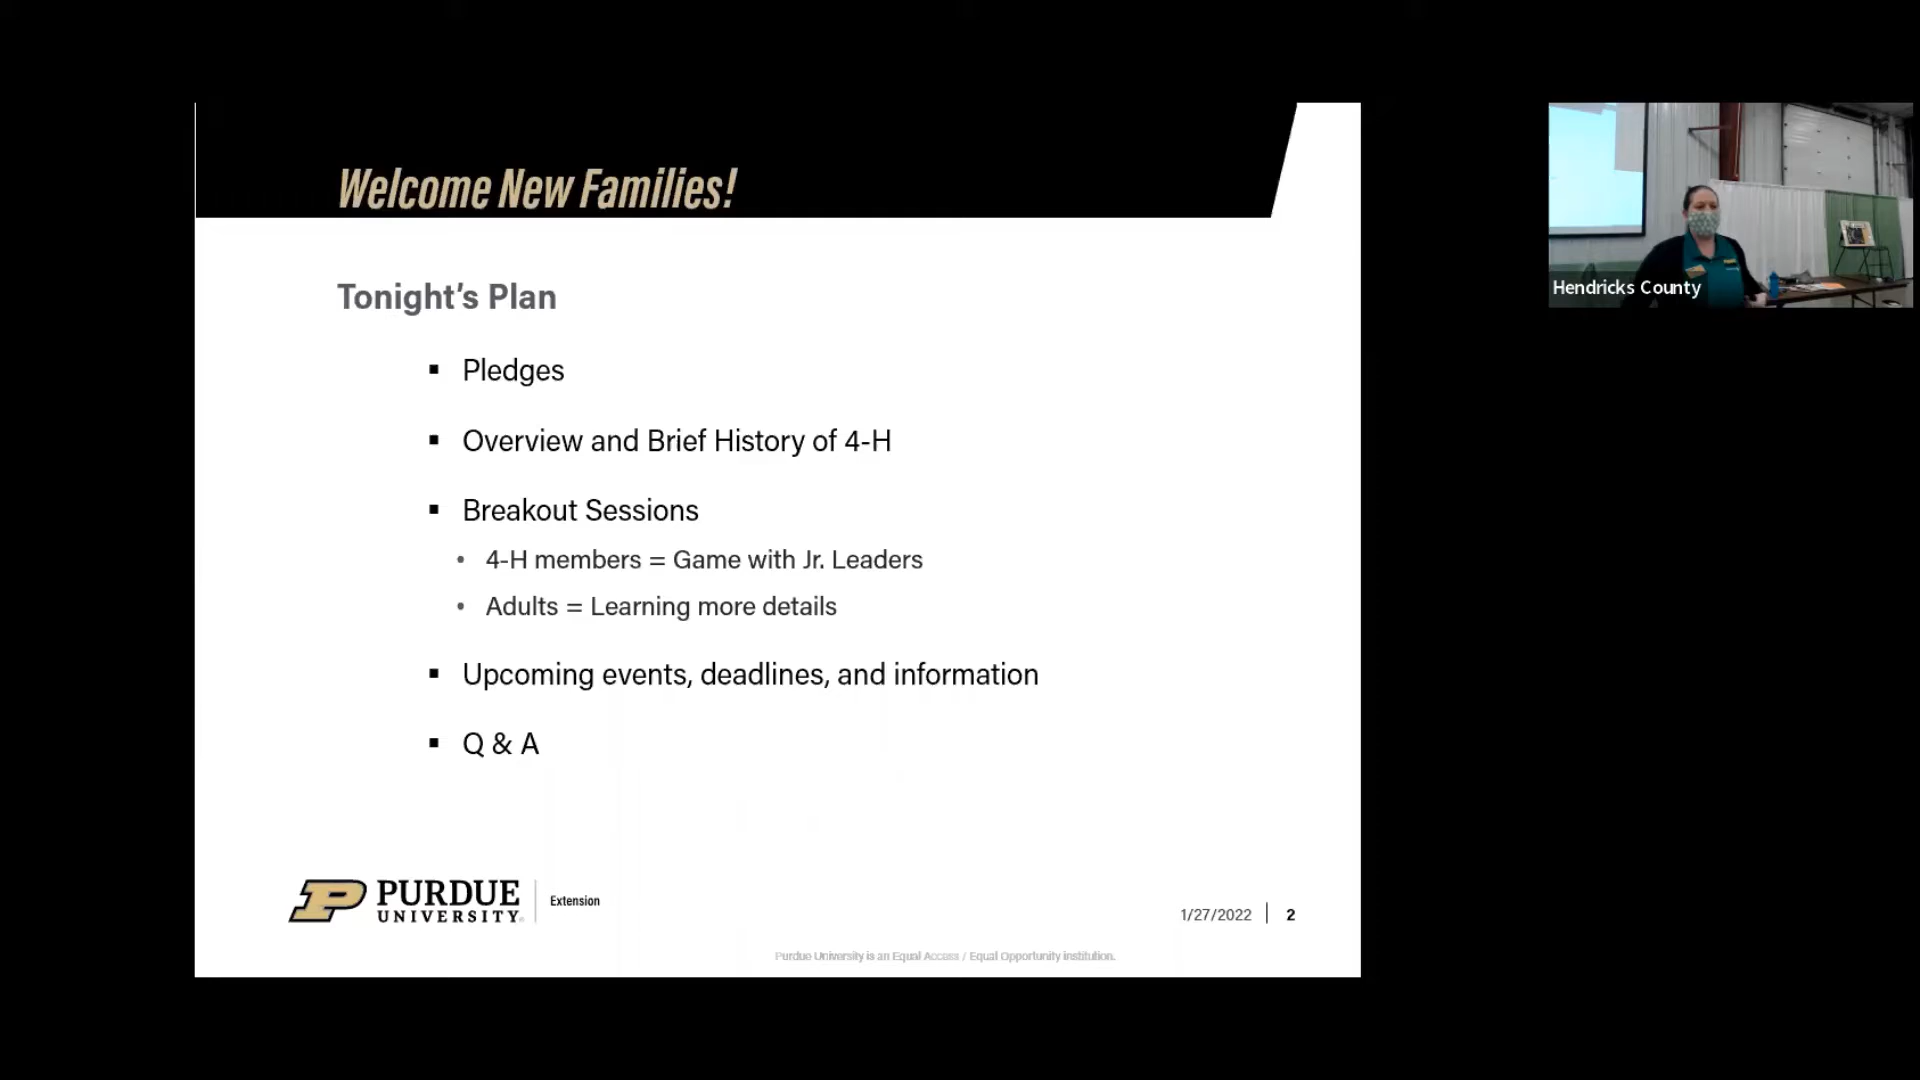 Welcome New Families!
Tonight's Plan
▪ Pledges
▪ Overview and Brief History of 4-H
▪ Breakout Sessions
• 4-H members = Game with Jr. Leaders
• Adults = Learning more details
▪ Upcoming events, deadlines, and information
▪ Q & A
PURDUE
UNIVERSITY
Extension
1/27/2022 | 2
Purdue University is an Equal Access / Equal Opportunity institution.
Hendricks County